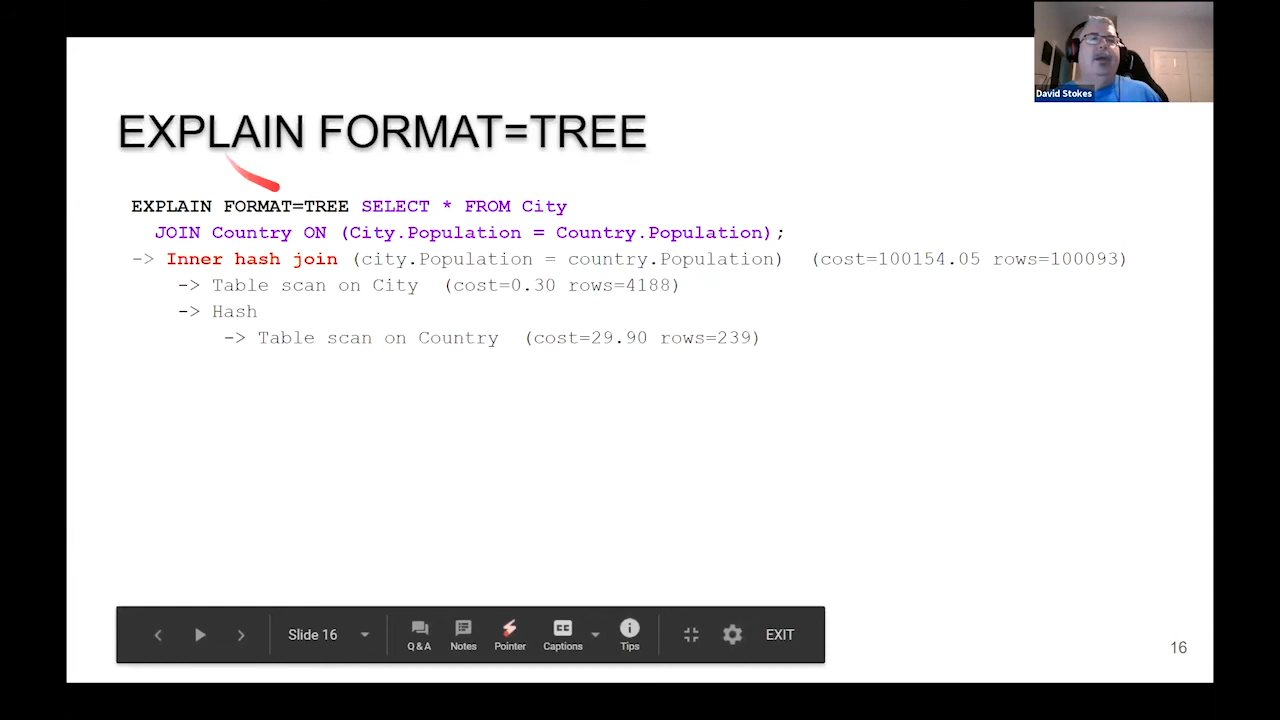 David Stokes
EXPLAIN FORMAT=TREE
EXPLAIN FORMAT=TREE SELECT * FROM City
JOIN Country ON (City.Population = Country.Population);
-> Inner hash join (city.Population = country.Population) (cost=100154.05 rows=100093)
-> Table scan on City (cost=0.30 rows=4188)
-> Hash
-> Table scan on Country (cost=29.90 rows=239)
Slide 16
Q & A
Notes
Pointer
CC
Captions
Tips
EXIT
16